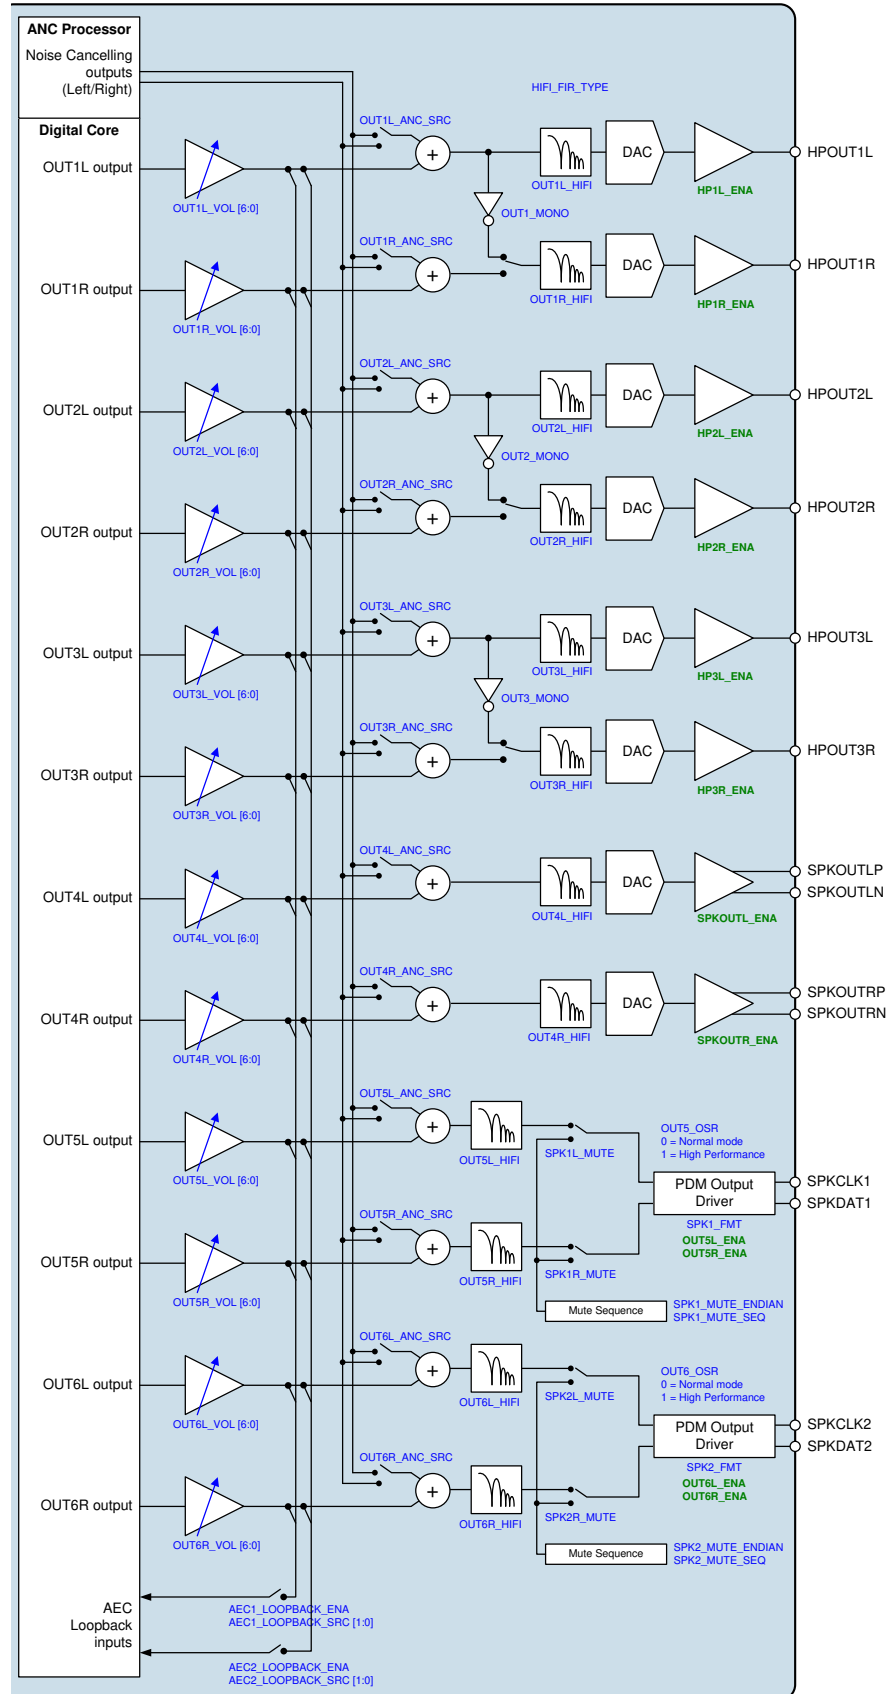 ANC Processor
Noise Cancelling
outputs
(Left/Right)
HIFI_FIR_TYPE
Digital Core
OUT1L output
OUT1L_VOL [6:0]
OUT1L_ANC_SRC
+
OUT1L_HIFI
DAC
HP1L_ENA
HPOUT1L
OUT1_MONO
OUT1R output
OUT1R_VOL [6:0]
OUT1R_ANC_SRC
+
OUT1R_HIFI
DAC
HP1R_ENA
HPOUT1R
OUT2L output
OUT2L_VOL [6:0]
OUT2L_ANC_SRC
+
OUT2L_HIFI
DAC
HP2L_ENA
HPOUT2L
OUT2_MONO
OUT2R output
OUT2R_VOL [6:0]
OUT2R_ANC_SRC
+
OUT2R_HIFI
DAC
HP2R_ENA
HPOUT2R
OUT3L output
OUT3L_VOL [6:0]
OUT3L_ANC_SRC
+
OUT3L_HIFI
DAC
HP3L_ENA
HPOUT3L
OUT3_MONO
OUT3R output
OUT3R_VOL [6:0]
OUT3R_ANC_SRC
+
OUT3R_HIFI
DAC
HP3R_ENA
HPOUT3R
OUT4L output
OUT4L_VOL [6:0]
OUT4L_ANC_SRC
+
OUT4L_HIFI
DAC
SPKOUTL_ENA
SPKOUTLP
SPKOUTLN
OUT4R output
OUT4R_VOL [6:0]
OUT4R_ANC_SRC
+
OUT4R_HIFI
DAC
SPKOUTR_ENA
SPKOUTRP
SPKOUTRN
OUT5L output
OUT5L_VOL [6:0]
OUT5L_ANC_SRC
+
OUT5L_HIFI
SPK1L_MUTE
OUT5_OSR
0 = Normal mode
1 = High Performance
PDM Output
Driver
SPK1_FMT
OUT5L_ENA
OUT5R_ENA
SPKCLK1
SPKDAT1
OUT5R output
OUT5R_VOL [6:0]
OUT5R_ANC_SRC
+
OUT5R_HIFI
SPK1R_MUTE
Mute Sequence
SPK1_MUTE_ENDIAN
SPK1_MUTE_SEQ
OUT6L output
OUT6L_VOL [6:0]
OUT6L_ANC_SRC
+
OUT6L_HIFI
SPK2L_MUTE
OUT6_OSR
0 = Normal mode
1 = High Performance
PDM Output
Driver
SPK2_FMT
OUT6L_ENA
OUT6R_ENA
SPKCLK2
SPKDAT2
OUT6R output
OUT6R_VOL [6:0]
OUT6R_ANC_SRC
+
OUT6R_HIFI
SPK2R_MUTE
Mute Sequence
SPK2_MUTE_ENDIAN
SPK2_MUTE_SEQ
AEC
Loopback
inputs
AEC1_LOOPBACK_ENA
AEC1_LOOPBACK_SRC [1:0]
AEC2_LOOPBACK_ENA
AEC2_LOOPBACK_SRC [1:0]